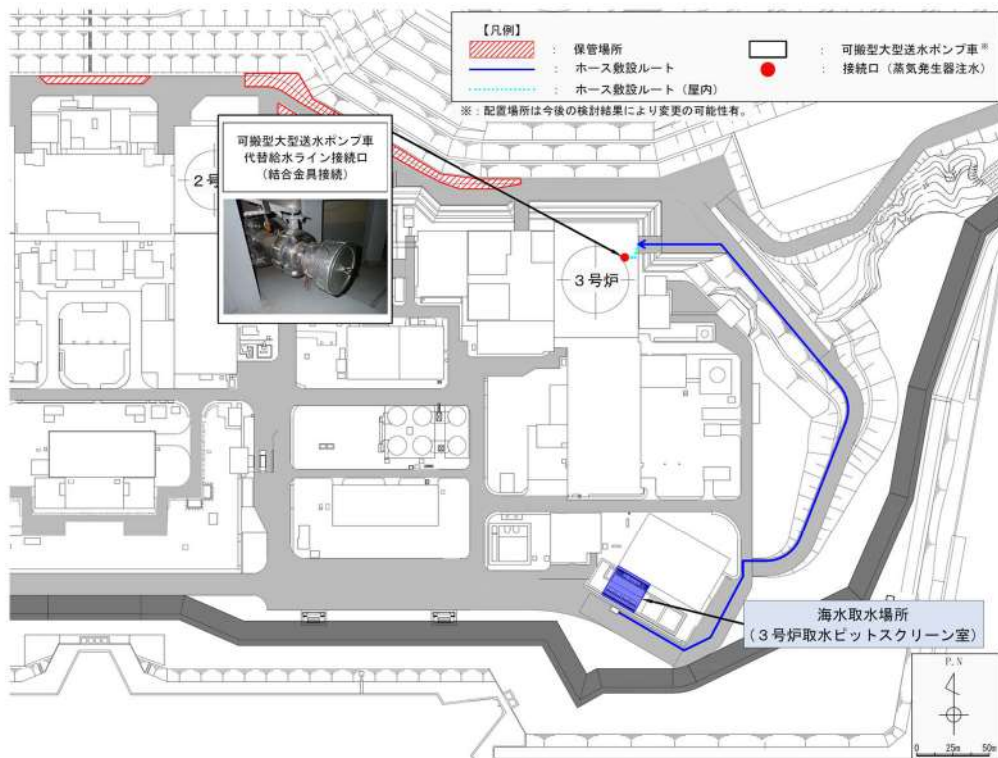 【凡例】
： 保管場所
： ホース敷設ルート
： ホース敷設ルート（屋内）
： 可搬型大型送水ポンプ車※
： 接続口（蒸気発生器注水）
※：配置場所は今後の検討結果により変更の可能性有。
可搬型大型送水ポンプ車
代替給水ライン接続口
（結合金具接続）
２号
３号炉
海水取水場所
（３号炉取水ピットスクリーン室）
P.N
0 25m 50m